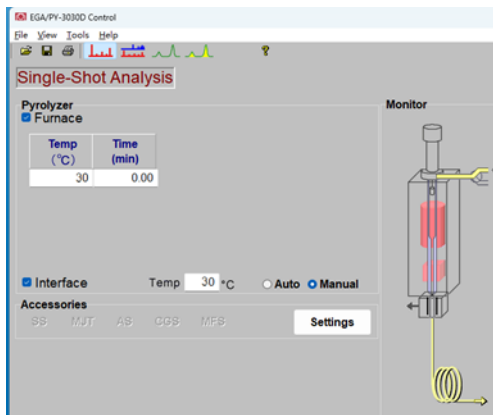 EGA/PY-3030D Control
File View Tools Help
?
Single-Shot Analysis
Pyrolyzer
Furnace
Temp (°C) Time (min)
30 0.00
Interface Temp 30 °C Auto Manual
Accessories
SS MJT AS CGS MFS Settings
Monitor